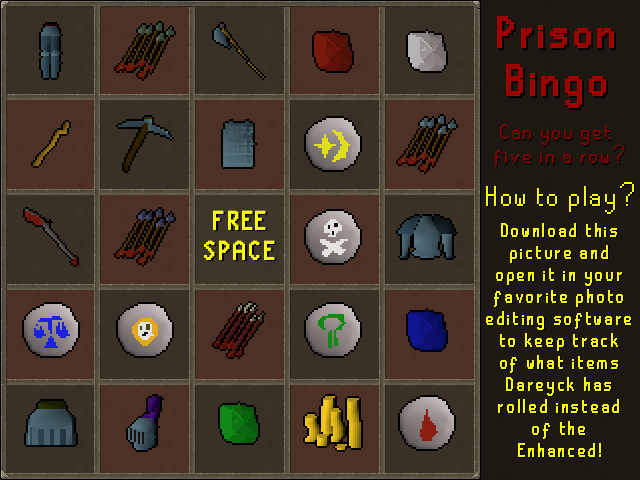 Prison
Bingo
Can you get
five in a row?
How to play?
Download this
picture and
open it in your
favorite photo
editing software
to keep track
of what items
Dareyck has
rolled instead
of the
Enhanced!
FREE
SPACE